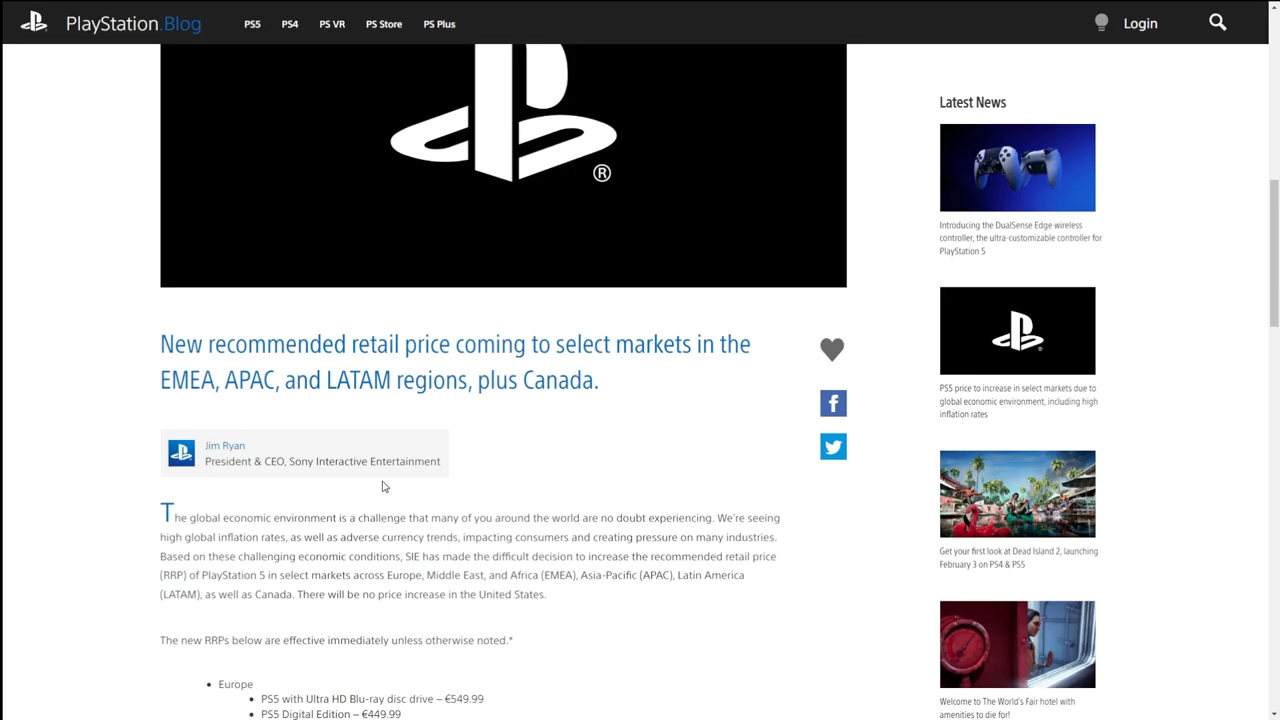 PlayStation.Blog
PS5
PS4
PS VR
PS Store
PS Plus
Login
®
New recommended retail price coming to select markets in the
EMEA, APAC, and LATAM regions, plus Canada.
Jim Ryan
President & CEO, Sony Interactive Entertainment
The global economic environment is a challenge that many of you around the world are no doubt experiencing. We're seeing
high global inflation rates, as well as adverse currency trends, impacting consumers and creating pressure on many industries.
Based on these challenging economic conditions, SIE has made the difficult decision to increase the recommended retail price
(RRP) of PlayStation 5 in select markets across Europe, Middle East, and Africa (EMEA), Asia-Pacific (APAC), Latin America
(LATAM), as well as Canada. There will be no price increase in the United States.
The new RRPs below are effective immediately unless otherwise noted.*
• Europe
• PS5 with Ultra HD Blu-ray disc drive – €549.99
• PS5 Digital Edition – €449.99
Latest News
Introducing the DualSense Edge wireless
controller, the ultra-customizable controller for
PlayStation 5
PS5 price to increase in select markets due to
global economic environment, including high
inflation rates
Get your first look at Dead Island 2, launching
February 3 on PS4 & PS5
Welcome to The World's Fair hotel with
amenities to die for!